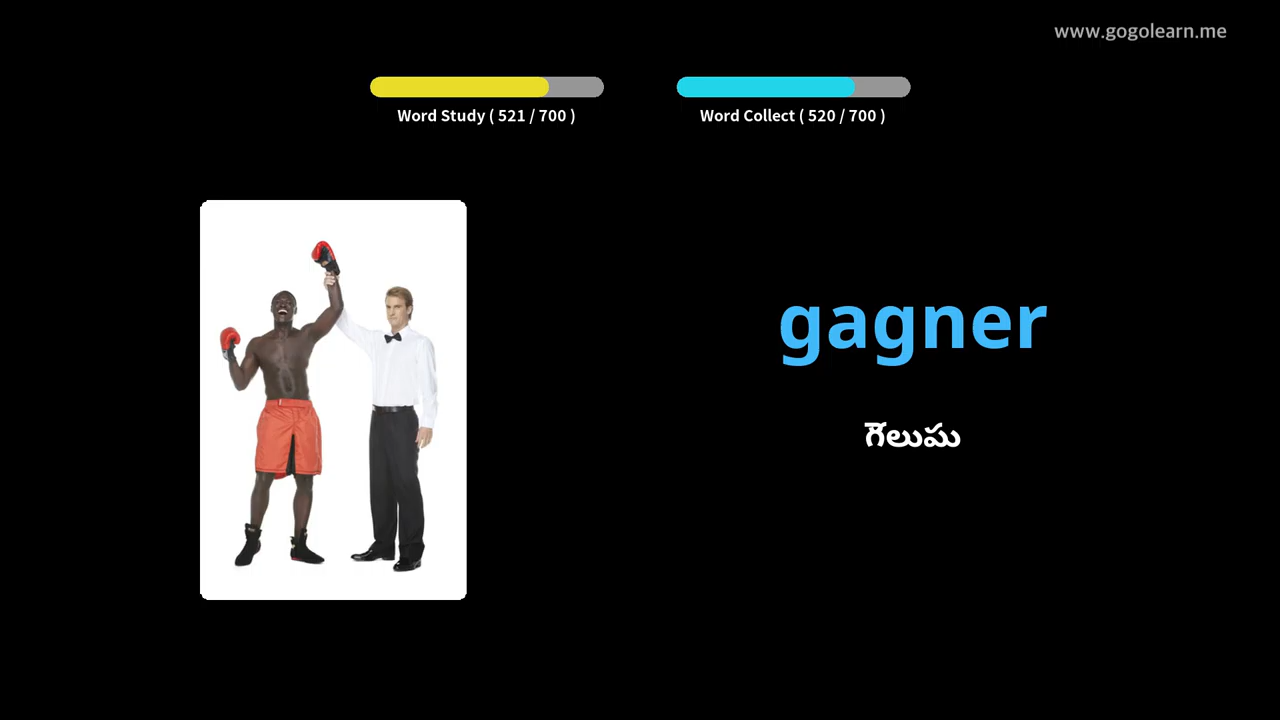 www.gogolearn.me
Word Study ( 521 / 700 )
Word Collect ( 520 / 700 )
gagner
గెలుపు